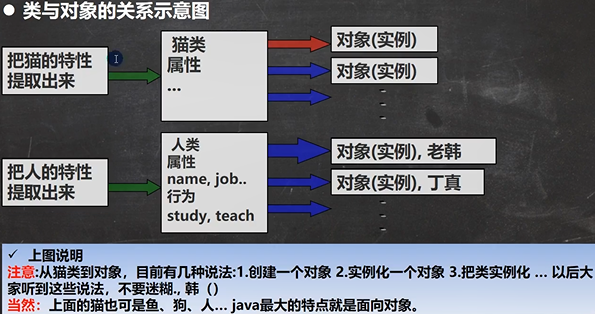 ● 类与对象的关系示意图
把猫的特性
提取出来
猫类
属性
...
对象(实例)
对象(实例)
把人的特性
提取出来
人类
属性
name, job..
行为
study, teach
对象(实例), 老韩
对象(实例), 丁真
✓ 上图说明
注意:从猫类到对象，目前有几种说法:1.创建一个对象 2.实例化一个对象 3.把类实例化 ... 以后大
家听到这些说法，不要迷糊., 韩（）
当然：上面的猫也可是鱼、狗、人... java最大的特点就是面向对象。